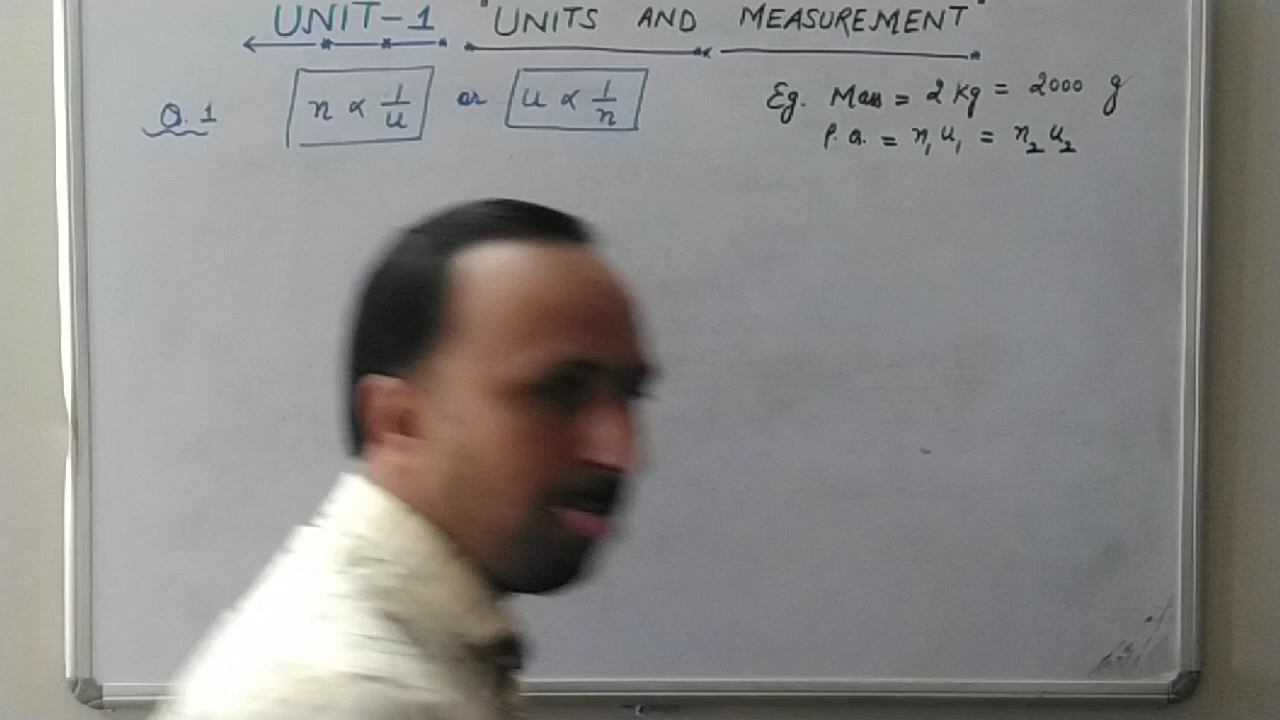 UNIT-1 "UNITS AND MEASUREMENT"
Q.1 n ∝ 1/u or u ∝ 1/n
Eg. Mass = 2 kg = 2000 g
P.Q. = n₁u₁ = n₂u₂